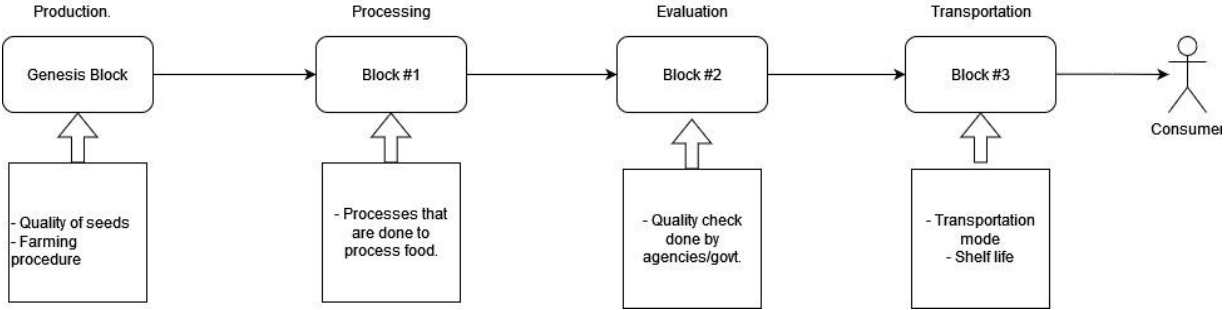 Production.
Processing
Evaluation
Transportation
Genesis Block
Block #1
Block #2
Block #3
Consumer
- Quality of seeds
- Farming
procedure
- Processes that
are done to
process food.
- Quality check
done by
agencies/govt.
- Transportation
mode
- Shelf life